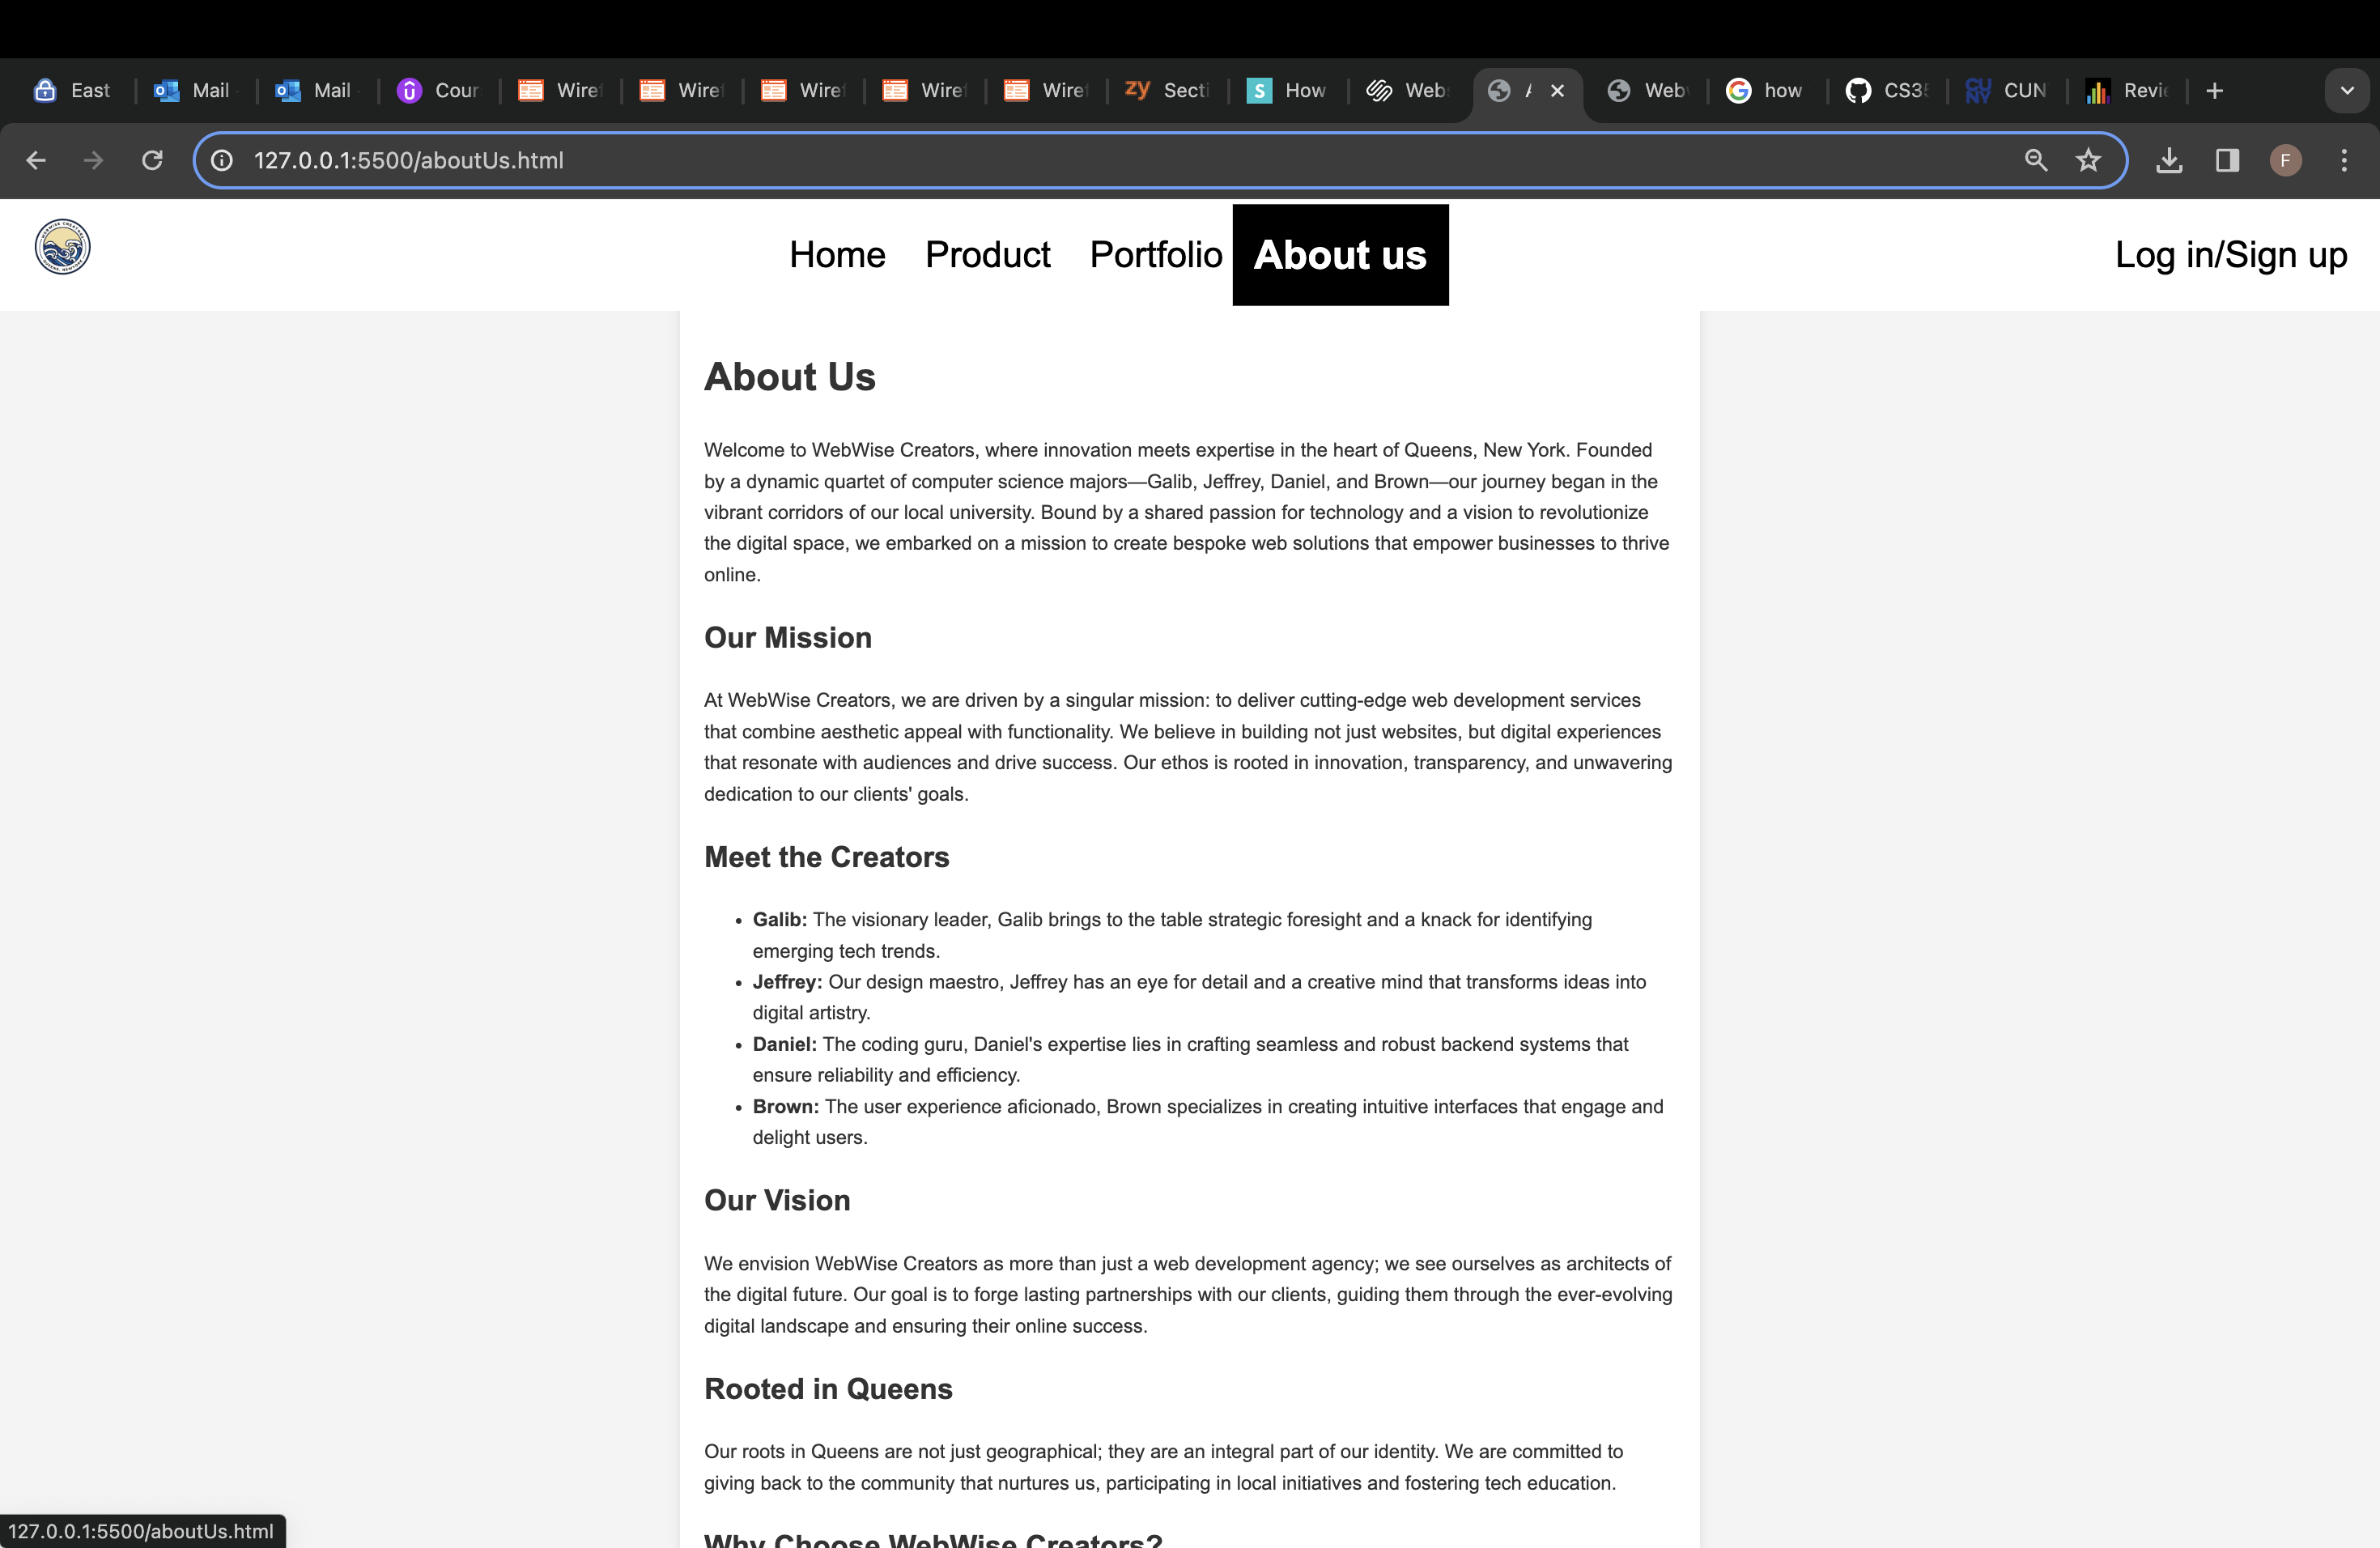 East
Mail
Mail
Cour
Wiref
Wiref
Wiref
Wiref
Wiref
zy Secti
S How
Web
Web
how
CS35
CUN
Revie
127.0.0.1:5500/aboutUs.html
F
Home Product Portfolio About us Log in/Sign up
About Us
Welcome to WebWise Creators, where innovation meets expertise in the heart of Queens, New York. Founded
by a dynamic quartet of computer science majors—Galib, Jeffrey, Daniel, and Brown—our journey began in the
vibrant corridors of our local university. Bound by a shared passion for technology and a vision to revolutionize
the digital space, we embarked on a mission to create bespoke web solutions that empower businesses to thrive
online.
Our Mission
At WebWise Creators, we are driven by a singular mission: to deliver cutting-edge web development services
that combine aesthetic appeal with functionality. We believe in building not just websites, but digital experiences
that resonate with audiences and drive success. Our ethos is rooted in innovation, transparency, and unwavering
dedication to our clients' goals.
Meet the Creators
• Galib: The visionary leader, Galib brings to the table strategic foresight and a knack for identifying
emerging tech trends.
• Jeffrey: Our design maestro, Jeffrey has an eye for detail and a creative mind that transforms ideas into
digital artistry.
• Daniel: The coding guru, Daniel's expertise lies in crafting seamless and robust backend systems that
ensure reliability and efficiency.
• Brown: The user experience aficionado, Brown specializes in creating intuitive interfaces that engage and
delight users.
Our Vision
We envision WebWise Creators as more than just a web development agency; we see ourselves as architects of
the digital future. Our goal is to forge lasting partnerships with our clients, guiding them through the ever-evolving
digital landscape and ensuring their online success.
Rooted in Queens
Our roots in Queens are not just geographical; they are an integral part of our identity. We are committed to
giving back to the community that nurtures us, participating in local initiatives and fostering tech education.
Why Choose WebWise Creators?
127.0.0.1:5500/aboutUs.html